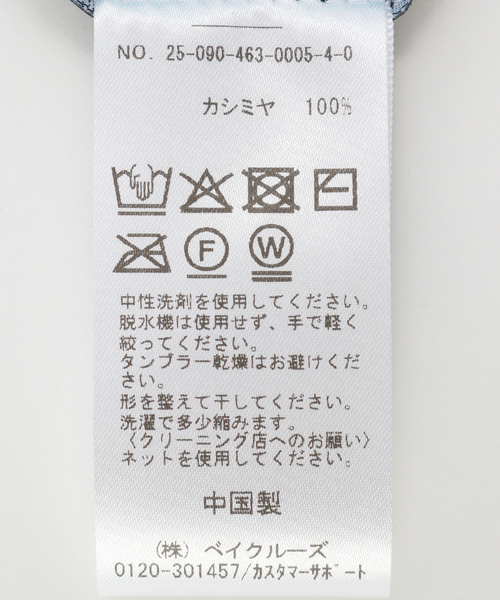 NO. 25-090-463-0005-4-0
カシミヤ 100%
F W
中性洗剤を使用してください。
脱水機は使用せず、手で軽く
絞ってください。
タンブラー乾燥はお避けくだ
さい。
形を整えて干してください。
洗濯で多少縮みます。
〈クリーニング店へのお願い〉
ネットを使用してください。
中国製
(株) ベイクルーズ
0120-301457/カスタマーサポート